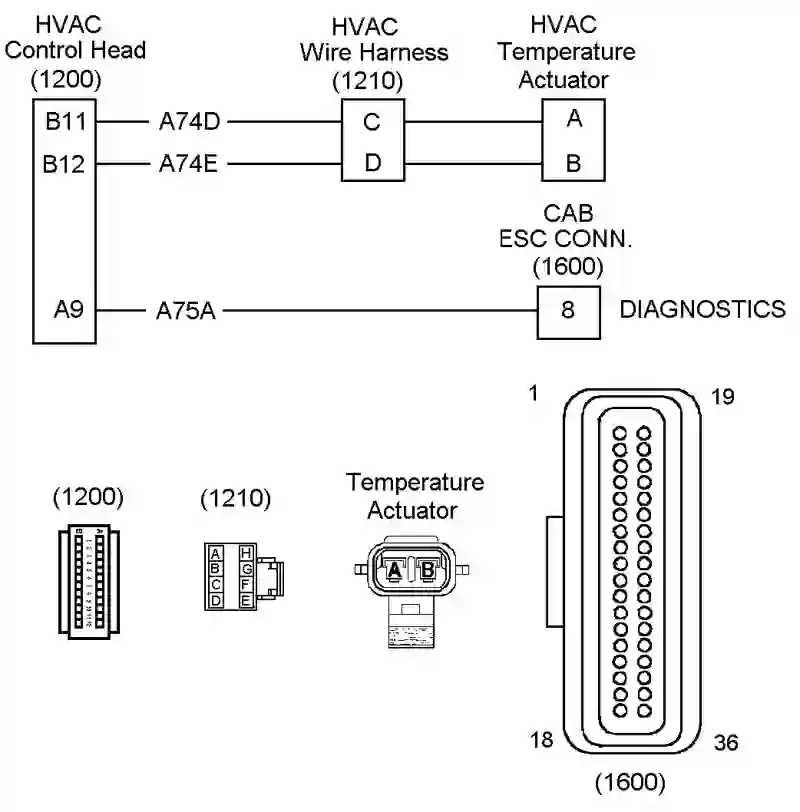 HVAC
Control Head
(1200)
HVAC
Wire Harness
(1210)
HVAC
Temperature
Actuator
B11
A74D
C
A
B12
A74E
D
B
CAB
ESC CONN.
(1600)
A9
A75A
8
DIAGNOSTICS
1
19
(1200)
(1210)
Temperature
Actuator
B A
A H
B G
C F
D E
A B
18
36
(1600)